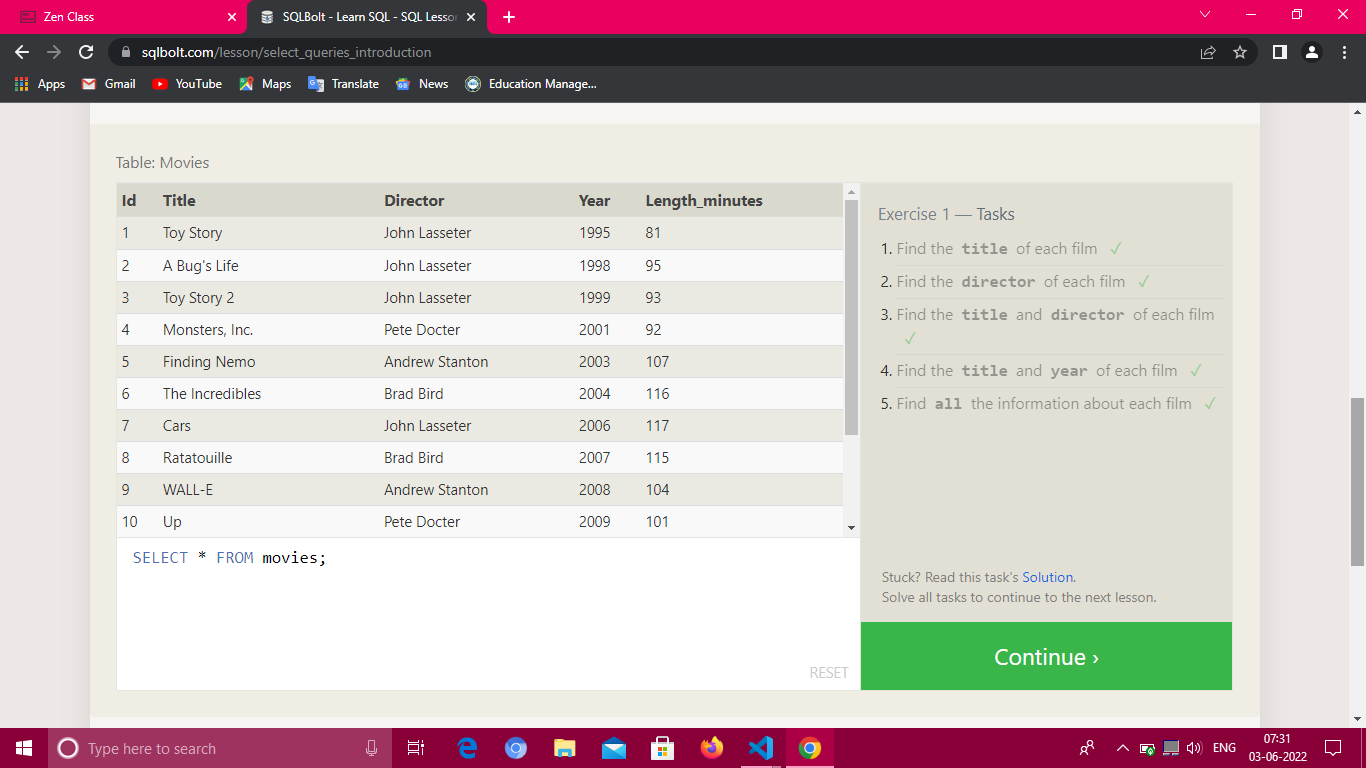 Zen Class
SQLBolt - Learn SQL - SQL Lesson
sqlbolt.com/lesson/select_queries_introduction
Apps Gmail YouTube Maps Translate News Education Manage...
Table: Movies
Id Title Director Year Length_minutes
1 Toy Story John Lasseter 1995 81
2 A Bug's Life John Lasseter 1998 95
3 Toy Story 2 John Lasseter 1999 93
4 Monsters, Inc. Pete Docter 2001 92
5 Finding Nemo Andrew Stanton 2003 107
6 The Incredibles Brad Bird 2004 116
7 Cars John Lasseter 2006 117
8 Ratatouille Brad Bird 2007 115
9 WALL-E Andrew Stanton 2008 104
10 Up Pete Docter 2009 101
SELECT * FROM movies;
RESET
Exercise 1 — Tasks
1. Find the title of each film ✓
2. Find the director of each film ✓
3. Find the title and director of each film
✓
4. Find the title and year of each film ✓
5. Find all the information about each film ✓
Stuck? Read this task's Solution.
Solve all tasks to continue to the next lesson.
Continue ›
Type here to search
ENG
07:31
03-06-2022